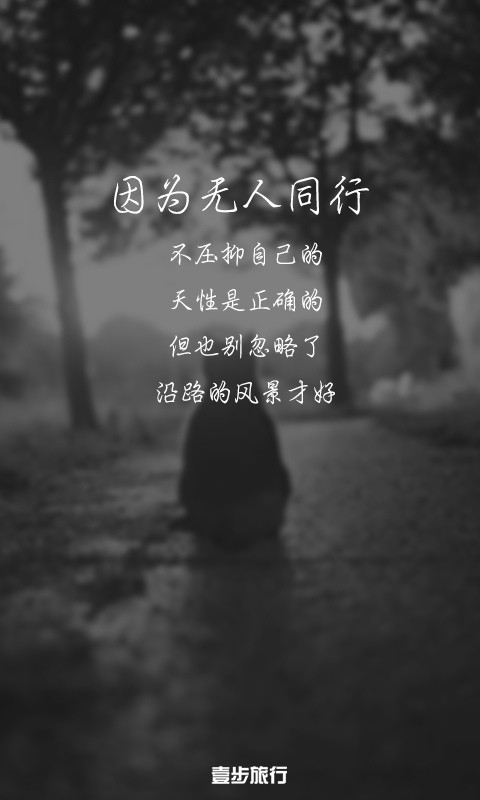 因为无人同行
不压抑自己的
天性是正确的
但也别忽略了
沿路的风景才好
壹步旅行